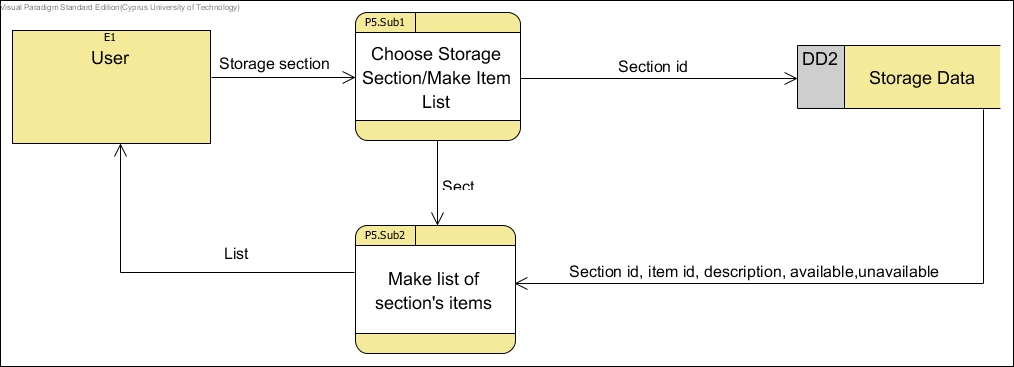 Visual Paradigm Standard Edition(Cyprus University of Technology)
E1
User
Storage section
P5.Sub1
Choose Storage
Section/Make Item
List
Section id
DD2
Storage Data
Sect
P5.Sub2
Make list of
section's items
List
Section id, item id, description, available,unavailable